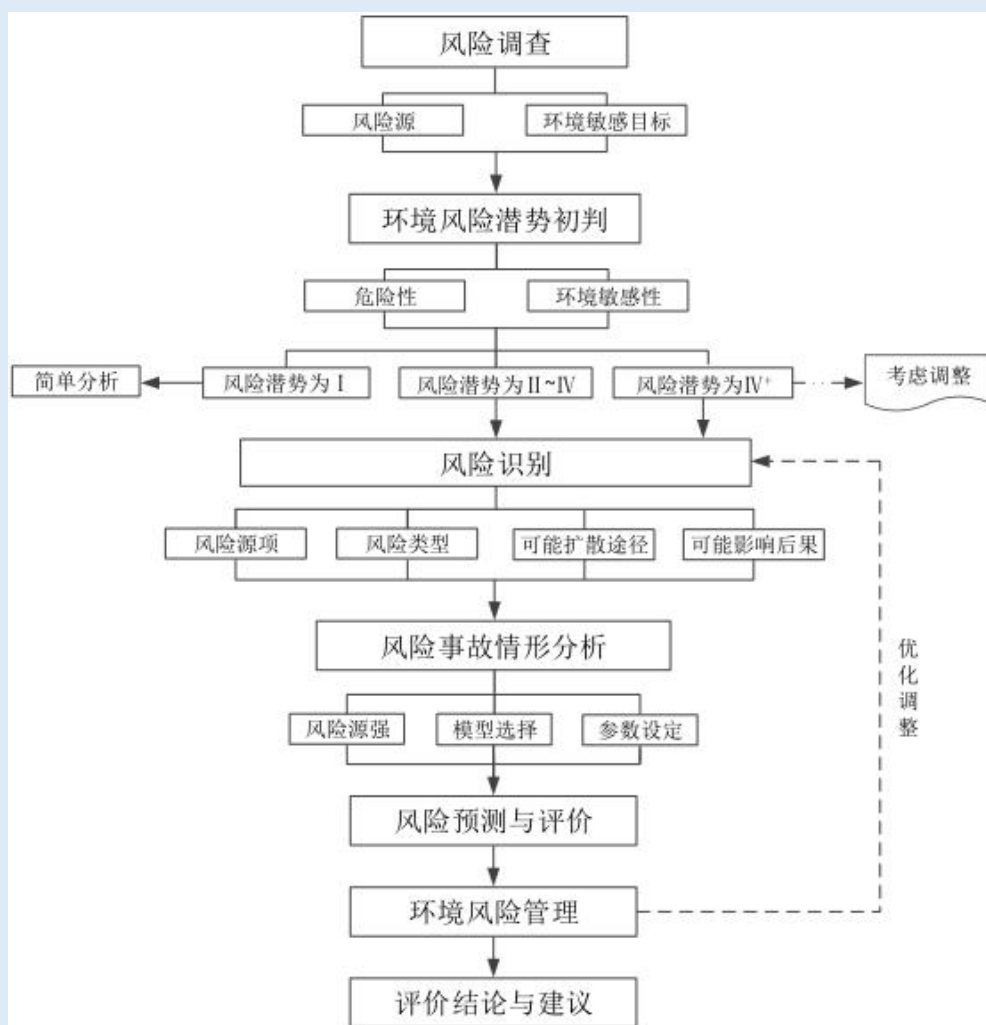 风险调查
风险源
环境敏感目标
环境风险潜势初判
危险性
环境敏感性
简单分析
风险潜势为Ⅰ
风险潜势为Ⅱ~Ⅳ
风险潜势为Ⅳ⁺
考虑调整
风险识别
风险源项
风险类型
可能扩散途径
可能影响后果
风险事故情形分析
优化调整
风险源强
模型选择
参数设定
风险预测与评价
环境风险管理
评价结论与建议